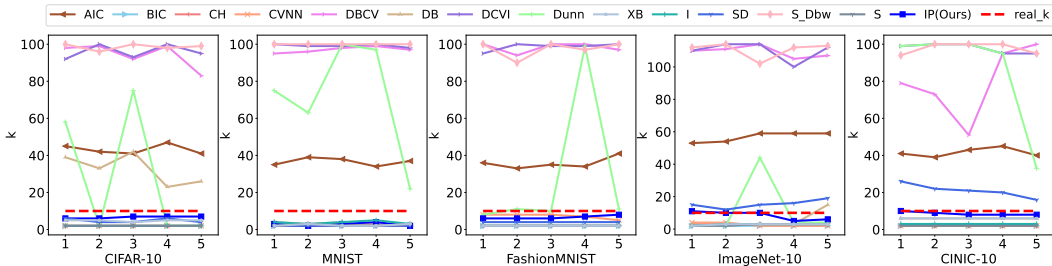 AIC BIC CH CVNN DBCV DB DCVI Dunn XB I SD S_Dbw S IP(Ours) real_k
100 100 100 100
100
80 80 80 80
80
60 60 60 60
60
k k k k k
40 40 40 40
40
20 20 20 20
20
0 0 0 0 0
1 2 3 4 5 1 2 3 4 5 1 2 3 4 5 1 2 3 4 5 1 2 3 4 5
CIFAR-10 MNIST FashionMNIST ImageNet-10 CINIC-10